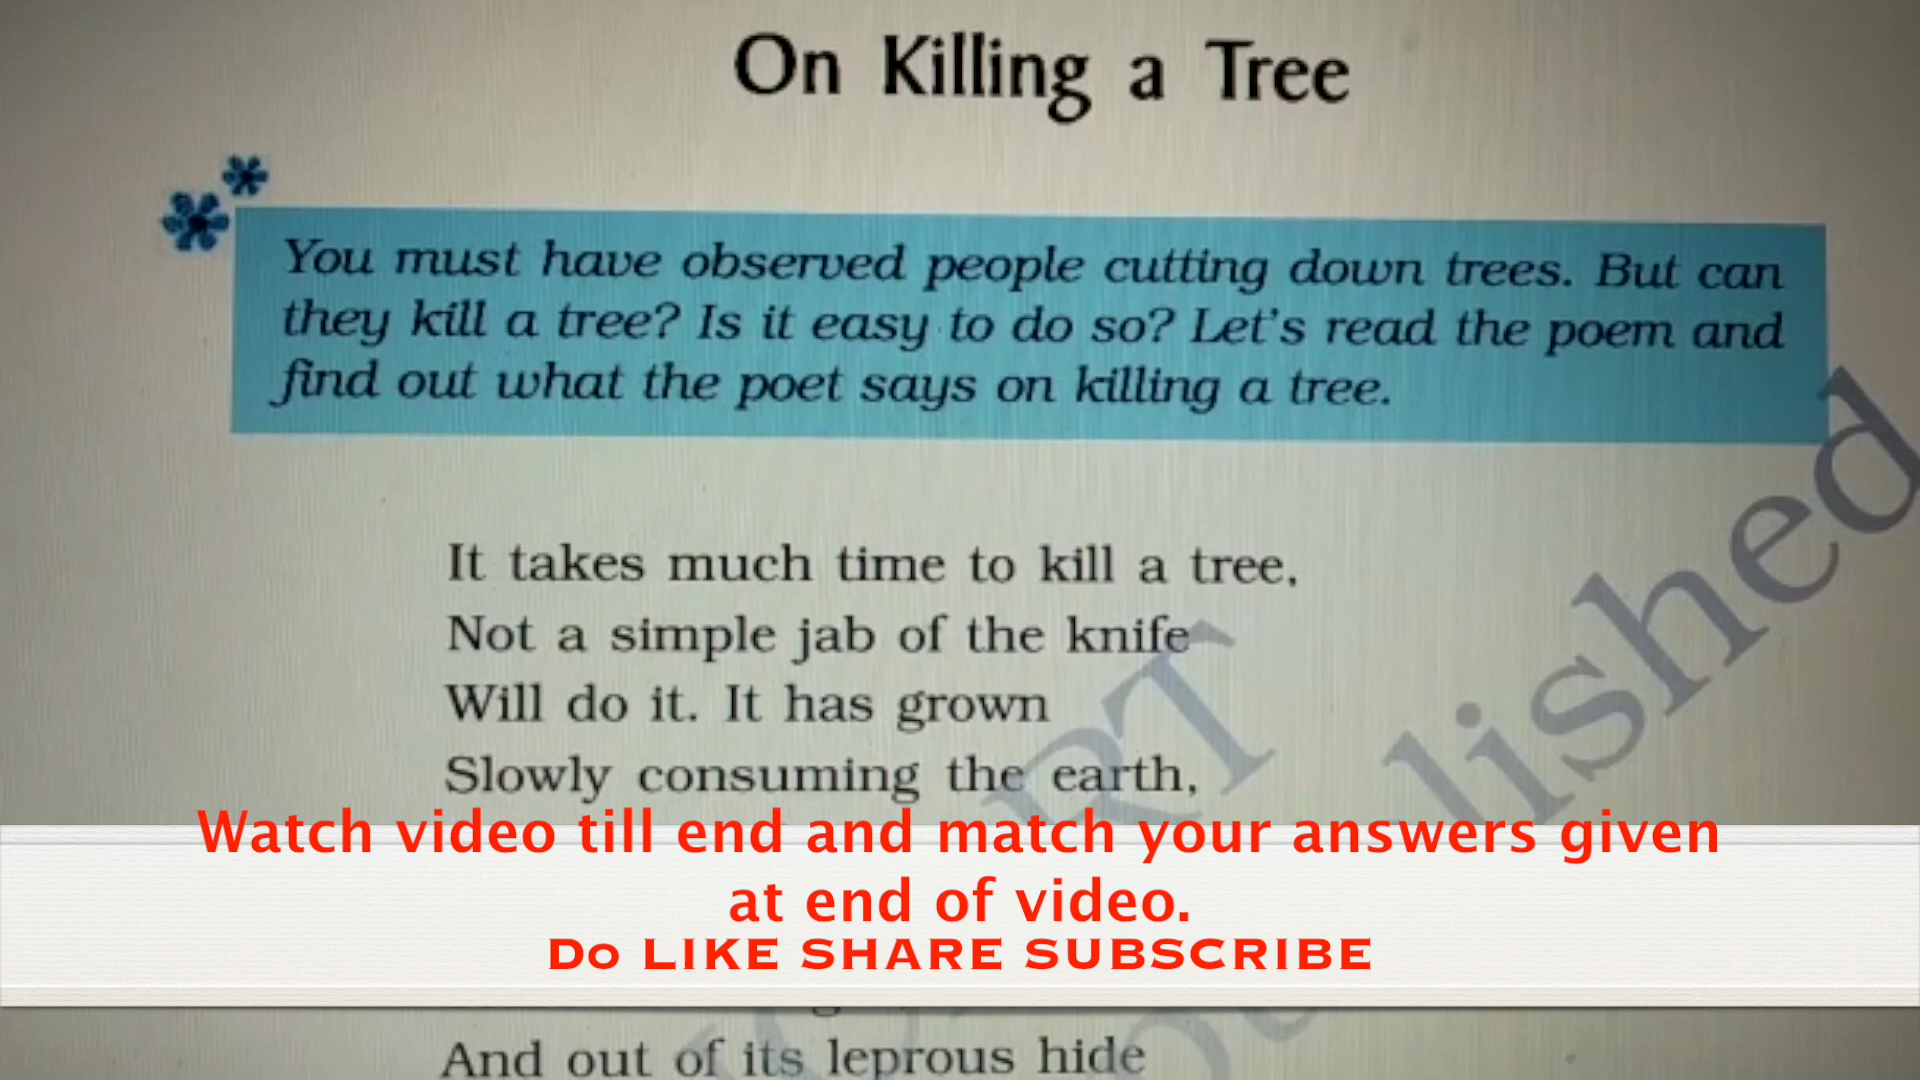 On Killing a Tree
You must have observed people cutting down trees. But can
they kill a tree? Is it easy to do so? Let's read the poem and
find out what the poet says on killing a tree.
It takes much time to kill a tree,
Not a simple jab of the knife
Will do it. It has grown
Slowly consuming the earth,
Watch video till end and match your answers given
at end of video.
Do LIKE SHARE SUBSCRIBE
And out of its leprous hide